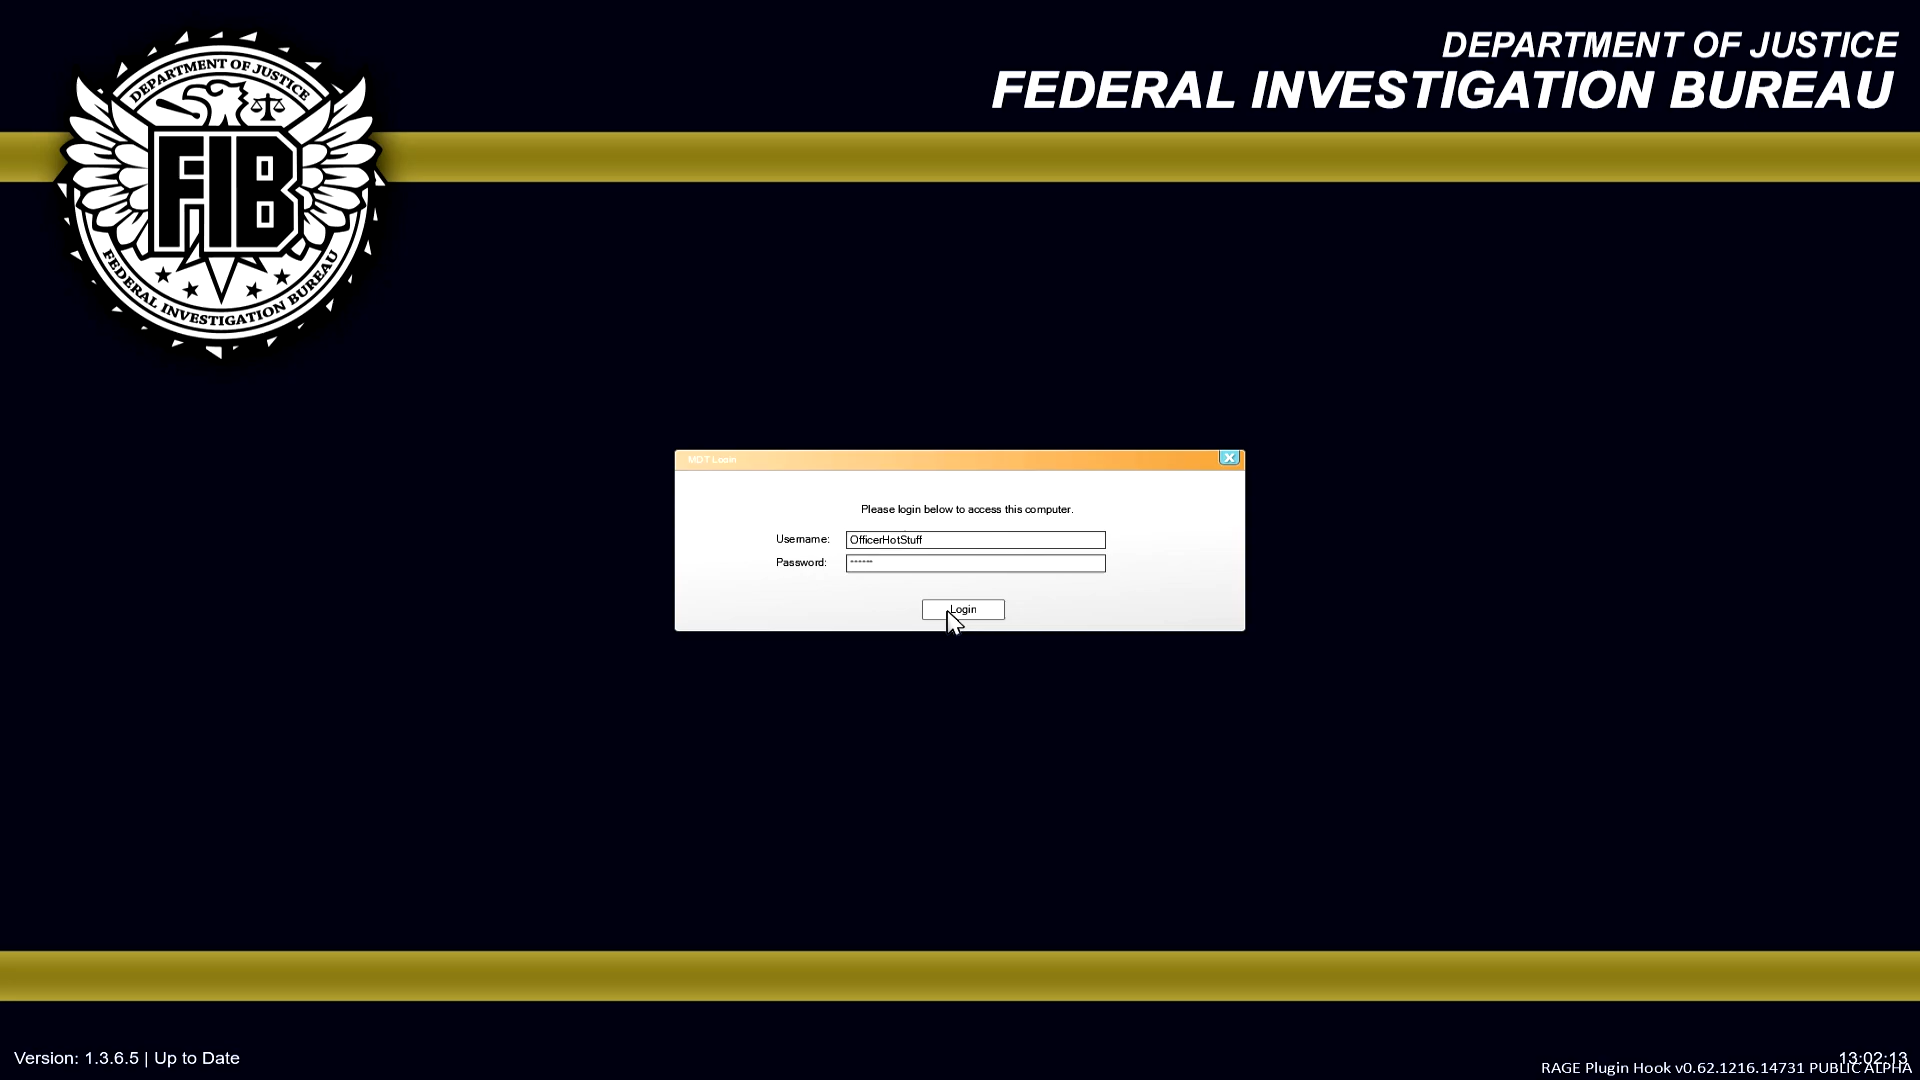 DEPARTMENT OF JUSTICE
FEDERAL INVESTIGATION BUREAU
DEPARTMENT OF JUSTICE
FIB
FEDERAL INVESTIGATION BUREAU
MDT Login
Please login below to access this computer.
Username: OfficerHotStuff
Password: ******
Login
Version: 1.3.6.5 | Up to Date
13:02:13
RAGE Plugin Hook v0.62.1216.14731 PUBLIC ALPHA